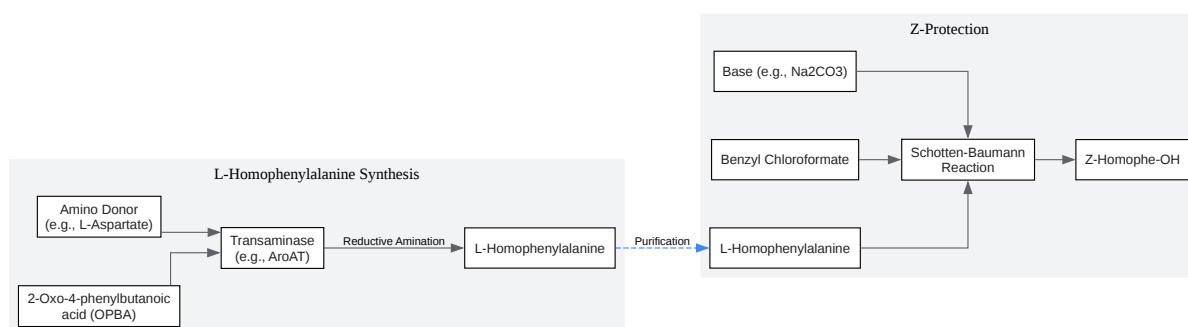 L-Homophenylalanine Synthesis
Amino Donor
(e.g., L-Aspartate)
2-Oxo-4-phenylbutanoic
acid (OPBA)
Transaminase
(e.g., AroAT)
Reductive Amination
L-Homophenylalanine
Purification
Z-Protection
Base (e.g., Na2CO3)
Benzyl Chloroformate
L-Homophenylalanine
Schotten-Baumann
Reaction
Z-Homophe-OH